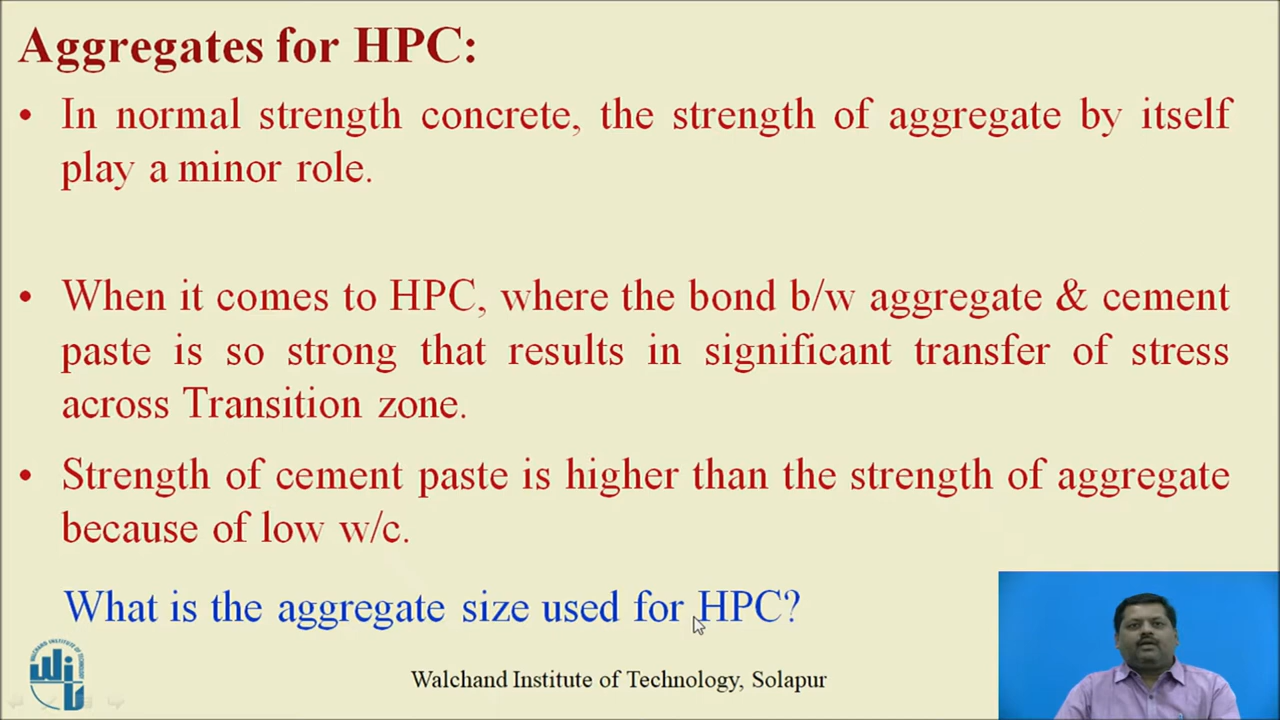 Aggregates for HPC:
• In normal strength concrete, the strength of aggregate by itself
play a minor role.
• When it comes to HPC, where the bond b/w aggregate & cement
paste is so strong that results in significant transfer of stress
across Transition zone.
• Strength of cement paste is higher than the strength of aggregate
because of low w/c.
What is the aggregate size used for HPC?
Walchand Institute of Technology, Solapur